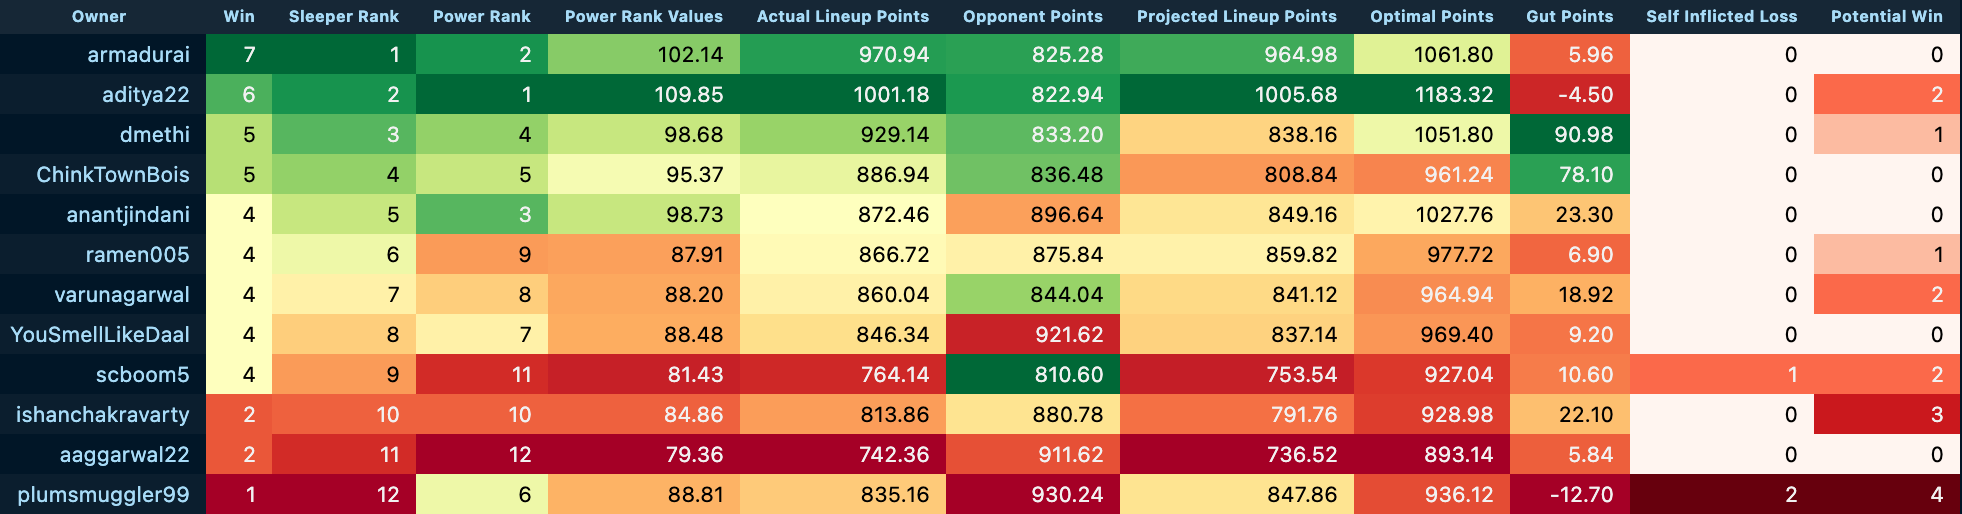 Owner Win Sleeper Rank Power Rank Power Rank Values Actual Lineup Points Opponent Points Projected Lineup Points Optimal Points Gut Points Self Inflicted Loss Potential Win
armadurai 7 1 2 102.14 970.94 825.28 964.98 1061.80 5.96 0 0
aditya22 6 2 1 109.85 1001.18 822.94 1005.68 1183.32 -4.50 0 2
dmethi 5 3 4 98.68 929.14 833.20 838.16 1051.80 90.98 0 1
ChinkTownBois 5 4 5 95.37 886.94 836.48 808.84 961.24 78.10 0 0
anantjindani 4 5 3 98.73 872.46 896.64 849.16 1027.76 23.30 0 0
ramen005 4 6 9 87.91 866.72 875.84 859.82 977.72 6.90 0 1
varunagarwal 4 7 8 88.20 860.04 844.04 841.12 964.94 18.92 0 2
YouSmellLikeDaal 4 8 7 88.48 846.34 921.62 837.14 969.40 9.20 0 0
scboom5 4 9 11 81.43 764.14 810.60 753.54 927.04 10.60 1 2
ishanchakravarty 2 10 10 84.86 813.86 880.78 791.76 928.98 22.10 0 3
aaggarwal22 2 11 12 79.36 742.36 911.62 736.52 893.14 5.84 0 0
plumsmuggler99 1 12 6 88.81 835.16 930.24 847.86 936.12 -12.70 2 4